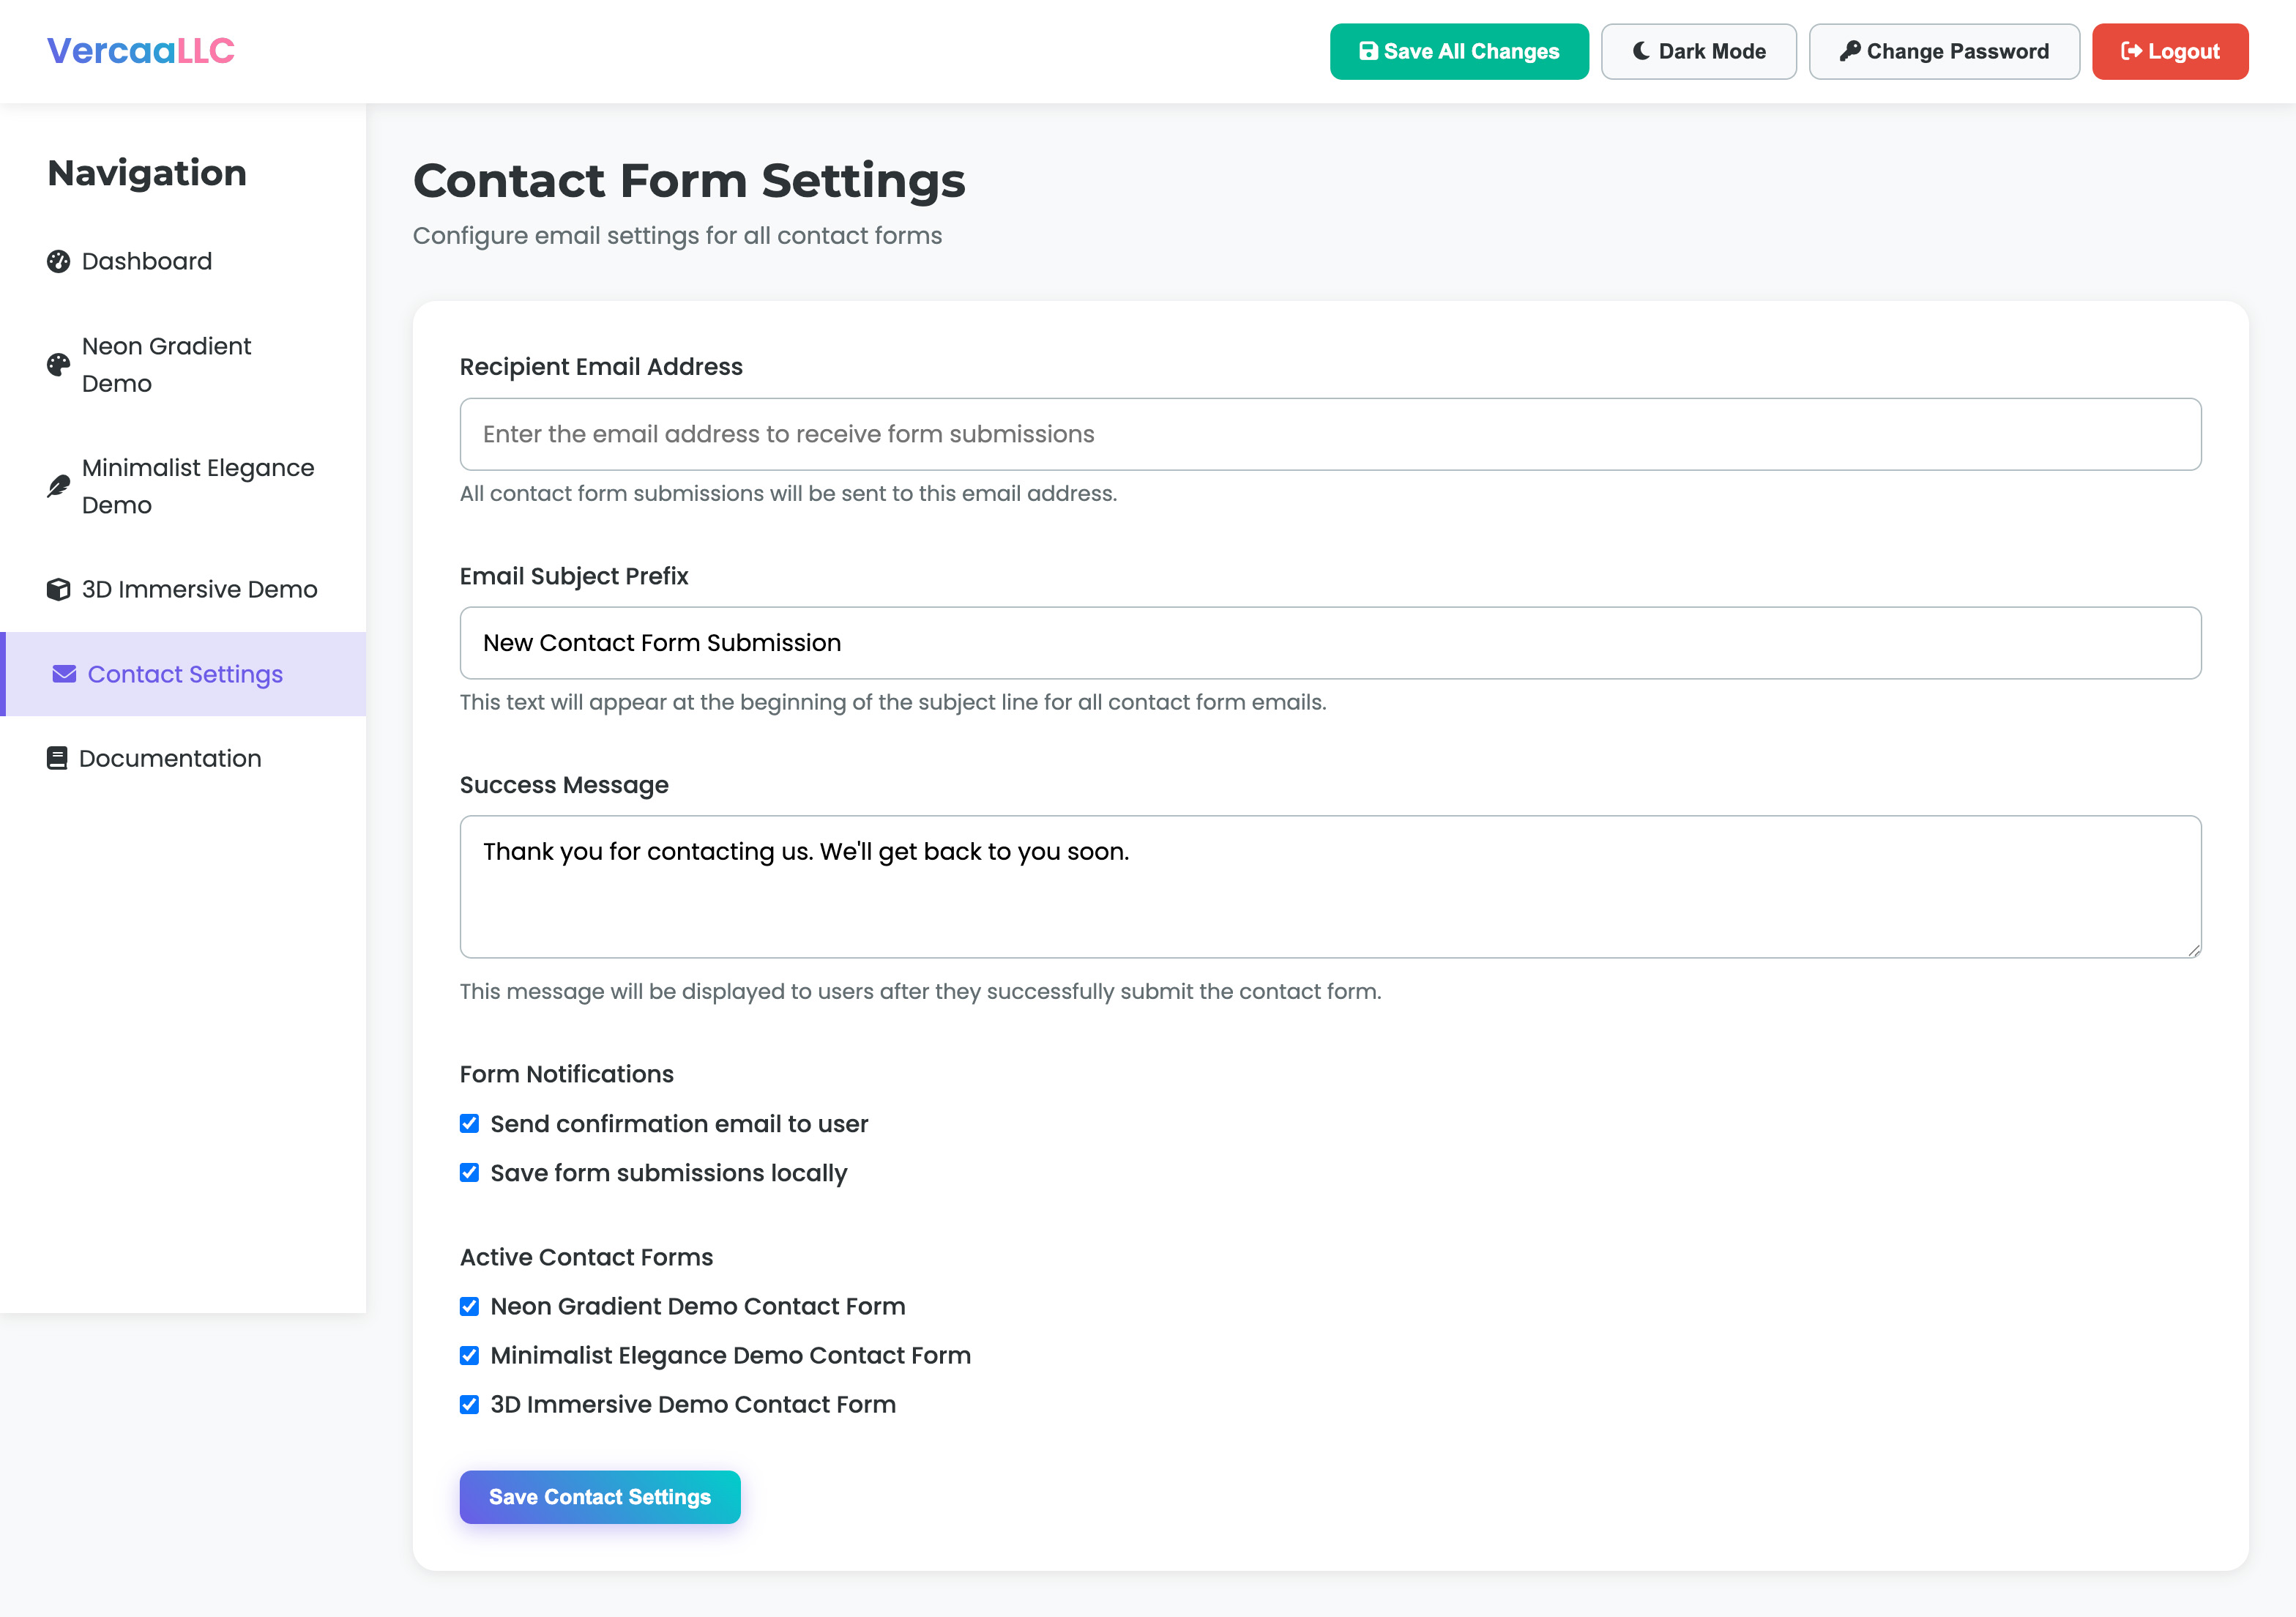 VercaaLLC
Save All Changes
Dark Mode
Change Password
Logout
Navigation
Dashboard
Neon Gradient
Demo
Minimalist Elegance
Demo
3D Immersive Demo
Contact Settings
Documentation
Contact Form Settings
Configure email settings for all contact forms
Recipient Email Address
Enter the email address to receive form submissions
All contact form submissions will be sent to this email address.
Email Subject Prefix
New Contact Form Submission
This text will appear at the beginning of the subject line for all contact form emails.
Success Message
Thank you for contacting us. We'll get back to you soon.
This message will be displayed to users after they successfully submit the contact form.
Form Notifications
Send confirmation email to user
Save form submissions locally
Active Contact Forms
Neon Gradient Demo Contact Form
Minimalist Elegance Demo Contact Form
3D Immersive Demo Contact Form
Save Contact Settings